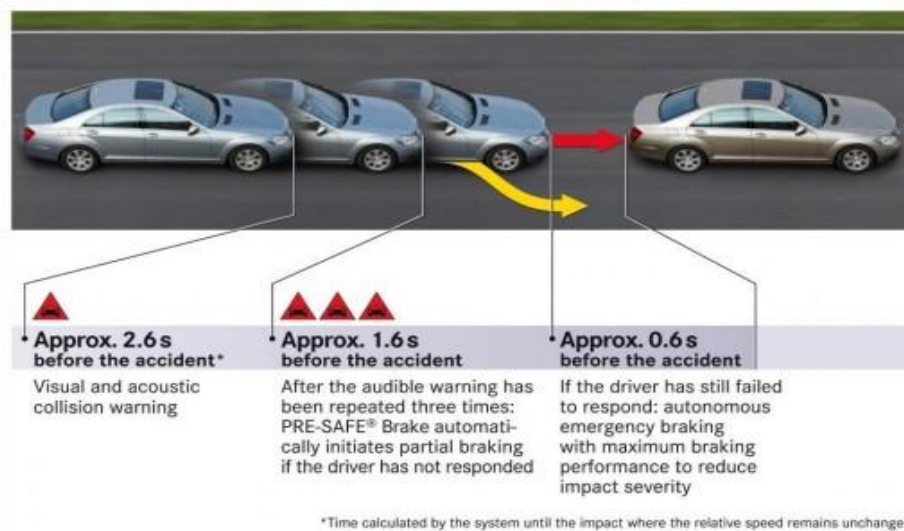 Approx. 2.6 s
before the accident*
Visual and acoustic
collision warning
Approx. 1.6 s
before the accident
After the audible warning has
been repeated three times:
PRE-SAFE® Brake automati-
cally initiates partial braking
if the driver has not responded
Approx. 0.6 s
before the accident
If the driver has still failed
to respond: autonomous
emergency braking
with maximum braking
performance to reduce
impact severity
*Time calculated by the system until the impact where the relative speed remains unchange